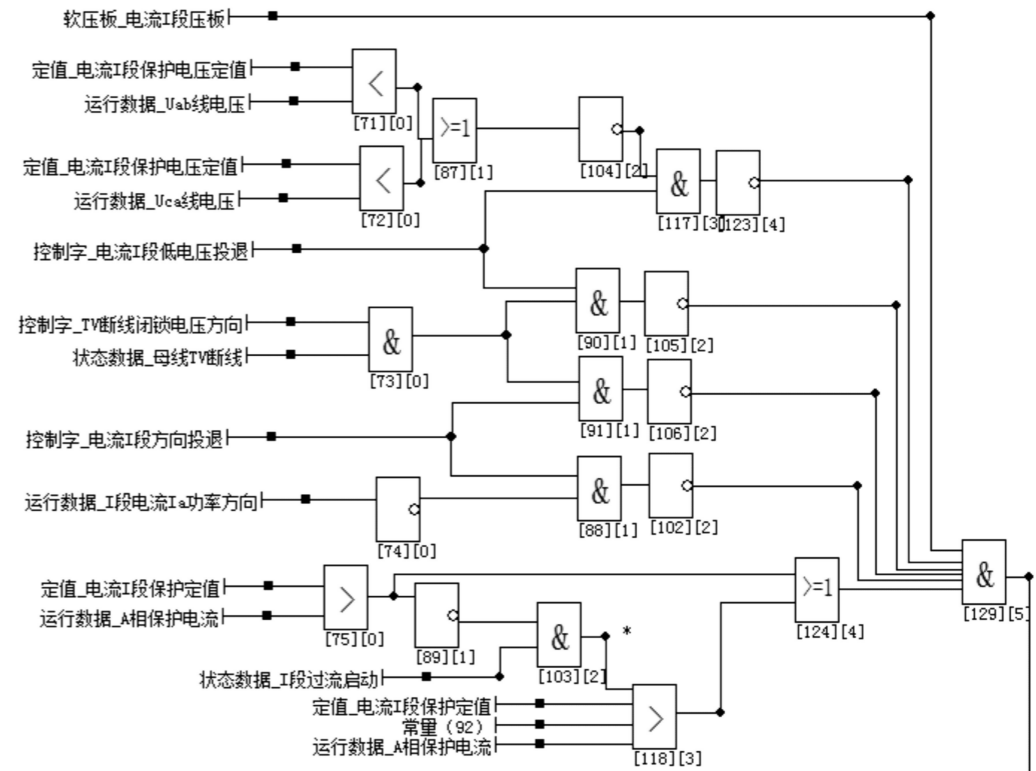 软压板_电流I段压板
定值_电流I段保护电压定值
<
运行数据_Uab线电压
[71][0]
>=1
[87][1]
[104][2]
定值_电流I段保护电压定值
<
运行数据_Uca线电压
[72][0]
&
[117][3]
[123][4]
控制字_电流I段低电压投退
&
[90][1]
[105][2]
控制字_TV断线闭锁电压方向
&
状态数据_母线TV断线
[73][0]
&
[91][1]
[106][2]
控制字_电流I段方向投退
&
[88][1]
[102][2]
运行数据_I段电流Ia功率方向
[74][0]
&
[129][5]
定值_电流I段保护定值
>
运行数据_A相保护电流
[75][0]
>=1
[124][4]
[89][1]
&
*
[103][2]
状态数据_I段过流启动
定值_电流I段保护定值
>
常量（92）
运行数据_A相保护电流
[118][3]